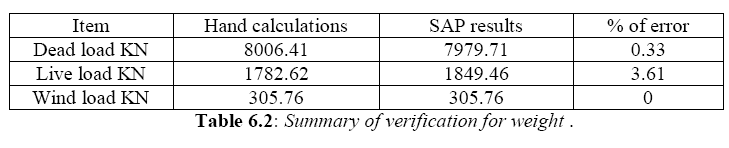 Item Hand calculations SAP results % of error
Dead load KN 8006.41 7979.71 0.33
Live load KN 1782.62 1849.46 3.61
Wind load KN 305.76 305.76 0
Table 6.2: Summary of verification for weight .